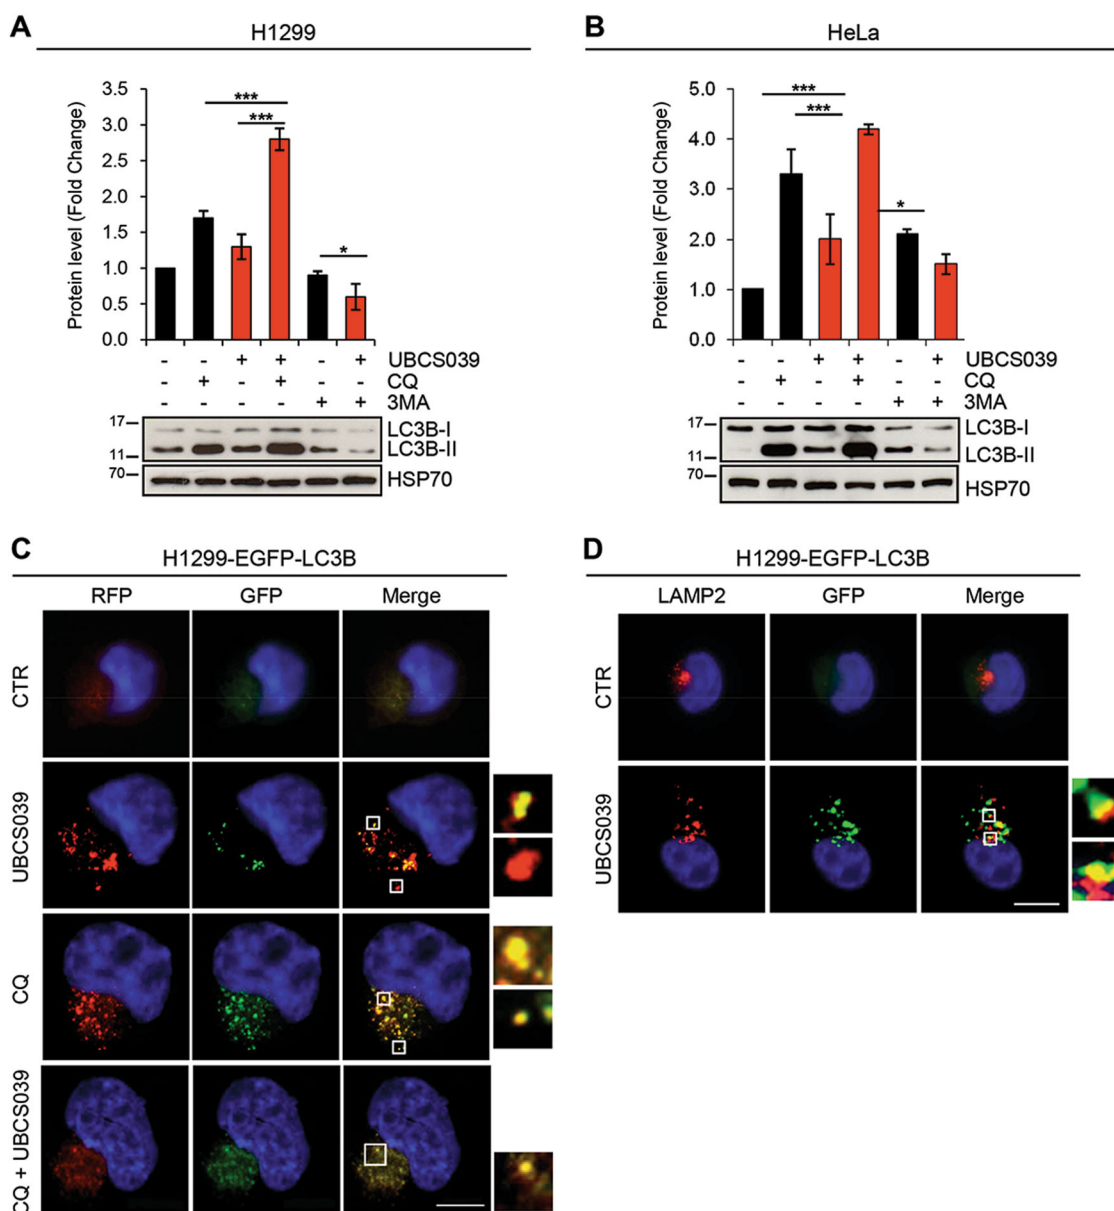 A
H1299
Protein level (Fold Change)
3.5
3.0
2.5
2.0
1.5
1.0
0.5
0.0
***
***
*
- - + + - + UBCS039
- + - + - - CQ
- - - - + + 3MA
17
11
70
LC3B-I
LC3B-II
HSP70
B
HeLa
Protein level (Fold Change)
5.0
4.0
3.0
2.0
1.0
0.0
***
***
*
- - + + - + UBCS039
- + - + - - CQ
- - - - + + 3MA
17
11
70
LC3B-I
LC3B-II
HSP70
C
H1299-EGFP-LC3B
RFP GFP Merge
CTR
UBCS039
CQ
CQ + UBCS039
D
H1299-EGFP-LC3B
LAMP2 GFP Merge
CTR
UBCS039